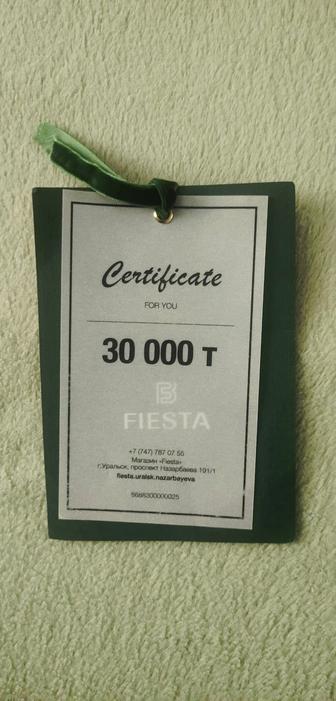 Certificate
FOR YOU
30 000 т
FIESTA
+7 (747) 787 07 55
Магазин «Fiesta»
г.Уральск, проспект Назарбаева 191/1
fiesta.uralsk.nazarbayeva